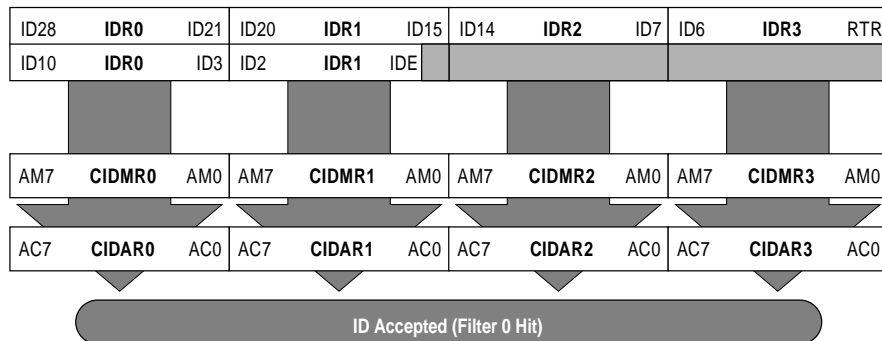 ID28 IDR0 ID21 ID20 IDR1 ID15 ID14 IDR2 ID7 ID6 IDR3 RTR
ID10 IDR0 ID3 ID2 IDR1 IDE
AM7 CIDMR0 AM0 AM7 CIDMR1 AM0 AM7 CIDMR2 AM0 AM7 CIDMR3 AM0
AC7 CIDAR0 AC0 AC7 CIDAR1 AC0 AC7 CIDAR2 AC0 AC7 CIDAR3 AC0
ID Accepted (Filter 0 Hit)